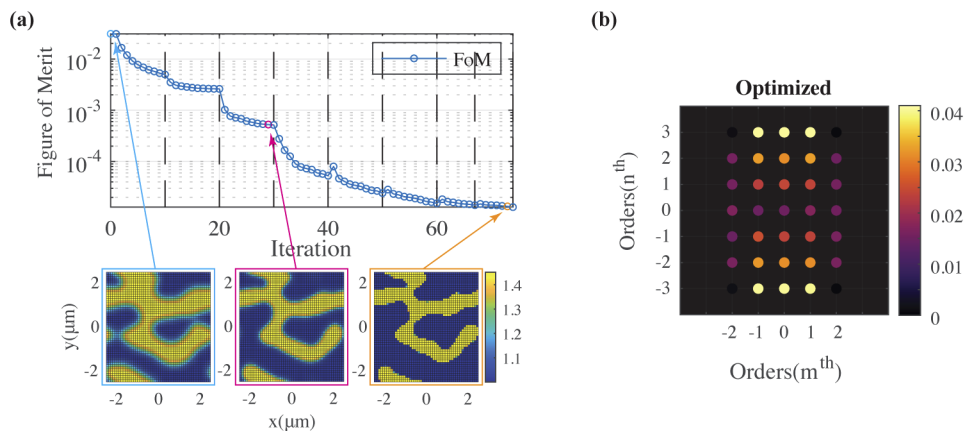 (a)
Figure of Merit
10^-2
10^-3
10^-4
FoM
0 20 40 60
Iteration
y(μm)
2
0
-2
-2 0 2
-2 0 2
-2 0 2
x(μm)
1.4
1.3
1.2
1.1
(b)
Optimized
Orders(n^th)
3
2
1
0
-1
-2
-3
-2 -1 0 1 2
Orders(m^th)
0.04
0.03
0.02
0.01
0